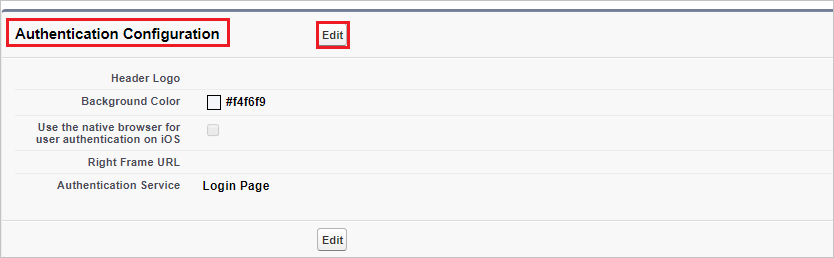 Authentication Configuration Edit
Header Logo
Background Color #f4f6f9
Use the native browser for
user authentication on iOS
Right Frame URL
Authentication Service Login Page
Edit